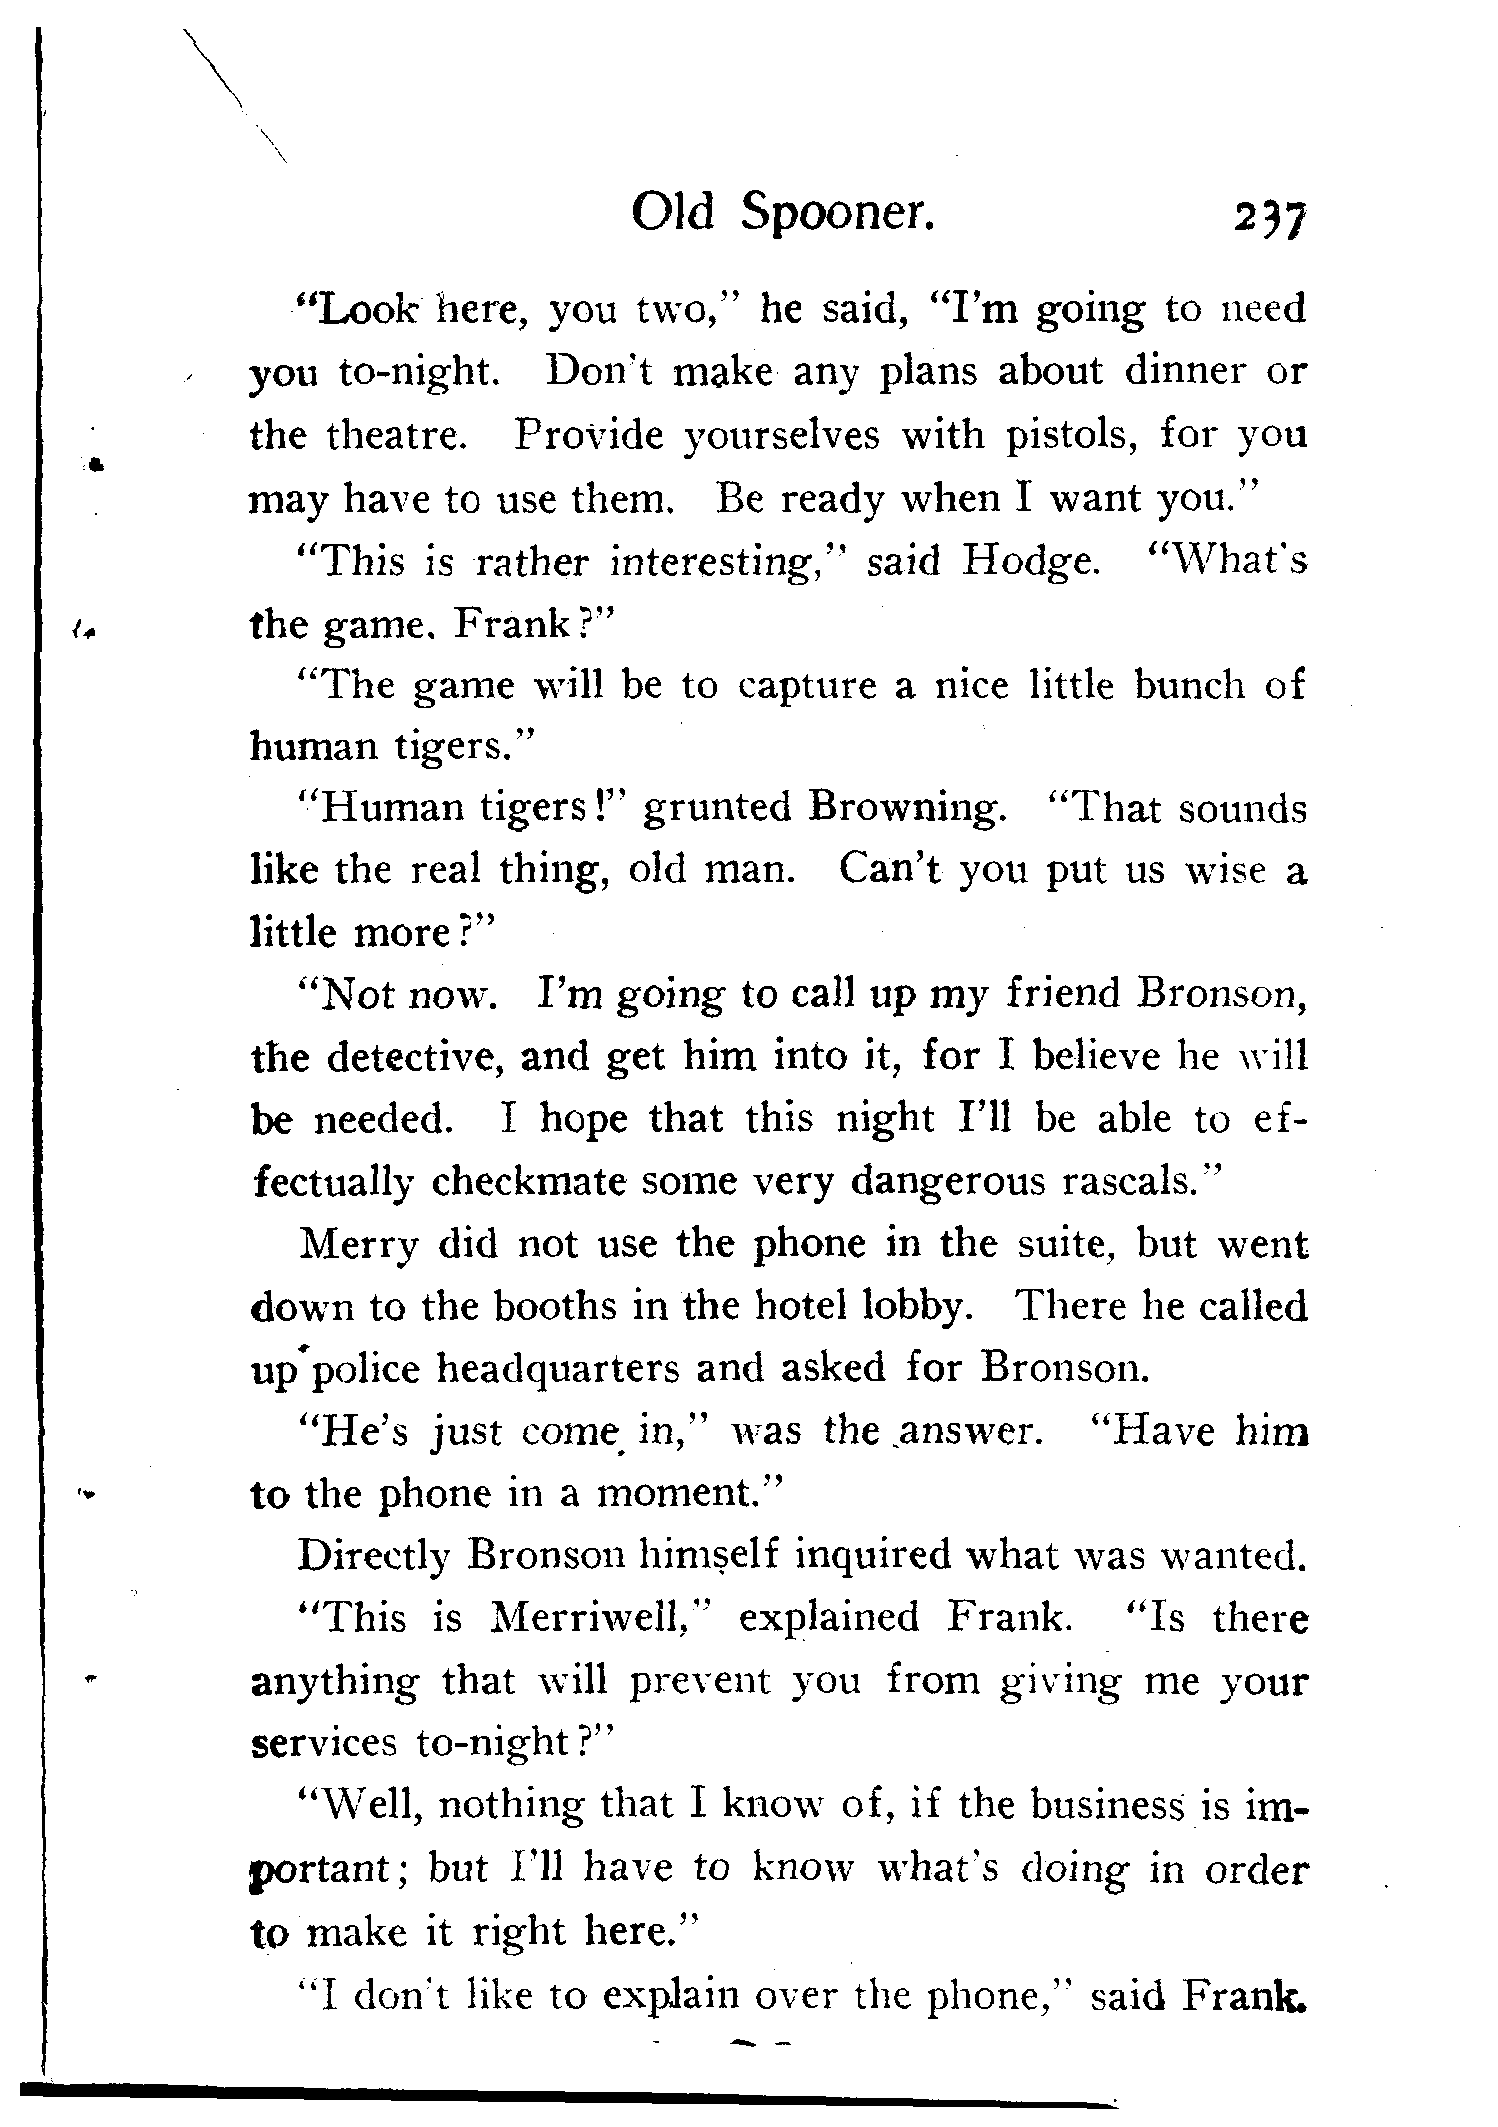 Old Spooner. 237
“Look here, you two,” he said, “I’m going to need
you to-night. Don’t make any plans about dinner or
the theatre. Provide yourselves with pistols, for you
may have to use them. Be ready when I want you.”
“This is rather interesting,” said Hodge. “What’s
the game. Frank?”
“The game will be to capture a nice little bunch of
human tigers.”
“Human tigers!” grunted Browning. “That sounds
like the real thing, old man. Can’t you put us wise a
little more?”
“Not now. I’m going to call up my friend Bronson,
the detective, and get him into it, for I believe he will
be needed. I hope that this night I’ll be able to ef-
fectually checkmate some very dangerous rascals.”
Merry did not use the phone in the suite, but went
down to the booths in the hotel lobby. There he called
up police headquarters and asked for Bronson.
“He’s just come in,” was the answer. “Have him
to the phone in a moment.”
Directly Bronson himself inquired what was wanted.
“This is Merriwell,” explained Frank. “Is there
anything that will prevent you from giving me your
services to-night?”
“Well, nothing that I know of, if the business is im-
portant; but I’ll have to know what’s doing in order
to make it right here.”
“I don’t like to explain over the phone,” said Frank.